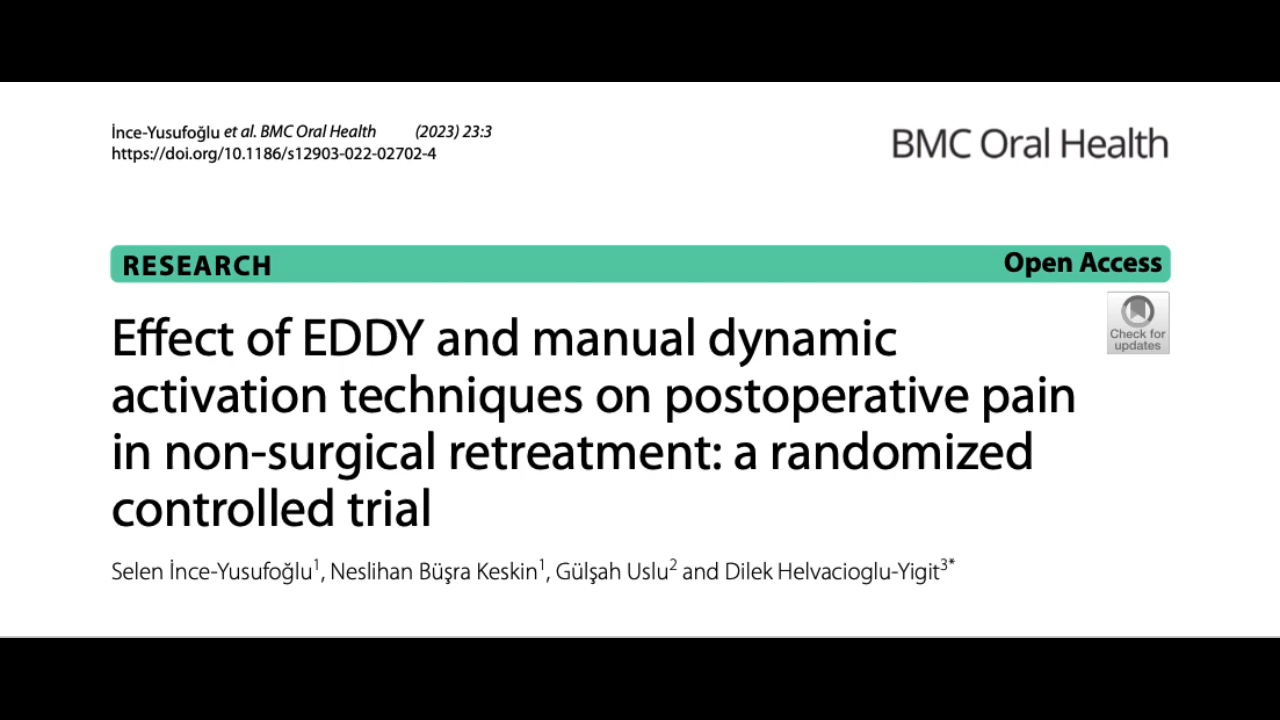 İnce-Yusufoğlu et al. BMC Oral Health (2023) 23:3
https://doi.org/10.1186/s12903-022-02702-4
BMC Oral Health
RESEARCH
Open Access
Check for
updates
Effect of EDDY and manual dynamic
activation techniques on postoperative pain
in non-surgical retreatment: a randomized
controlled trial
Selen İnce-Yusufoğlu1, Neslihan Büşra Keskin1, Gülşah Uslu2 and Dilek Helvacioglu-Yigit3*